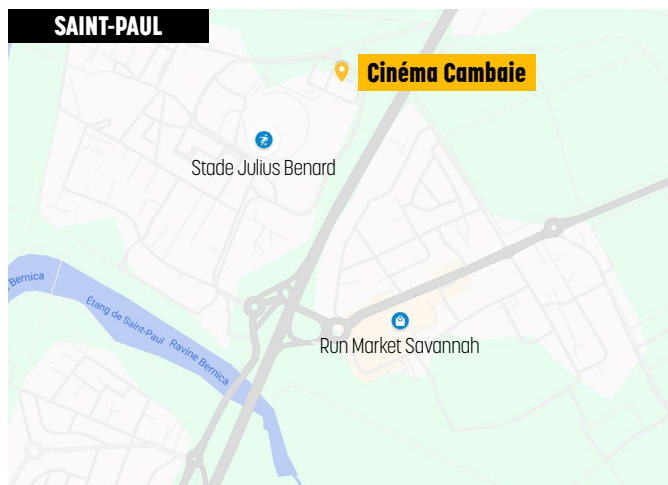 SAINT-PAUL
Cinéma Cambaie
Stade Julius Benard
Bernica
Étang de Saint-Paul
Ravine Bernica
Run Market Savannah